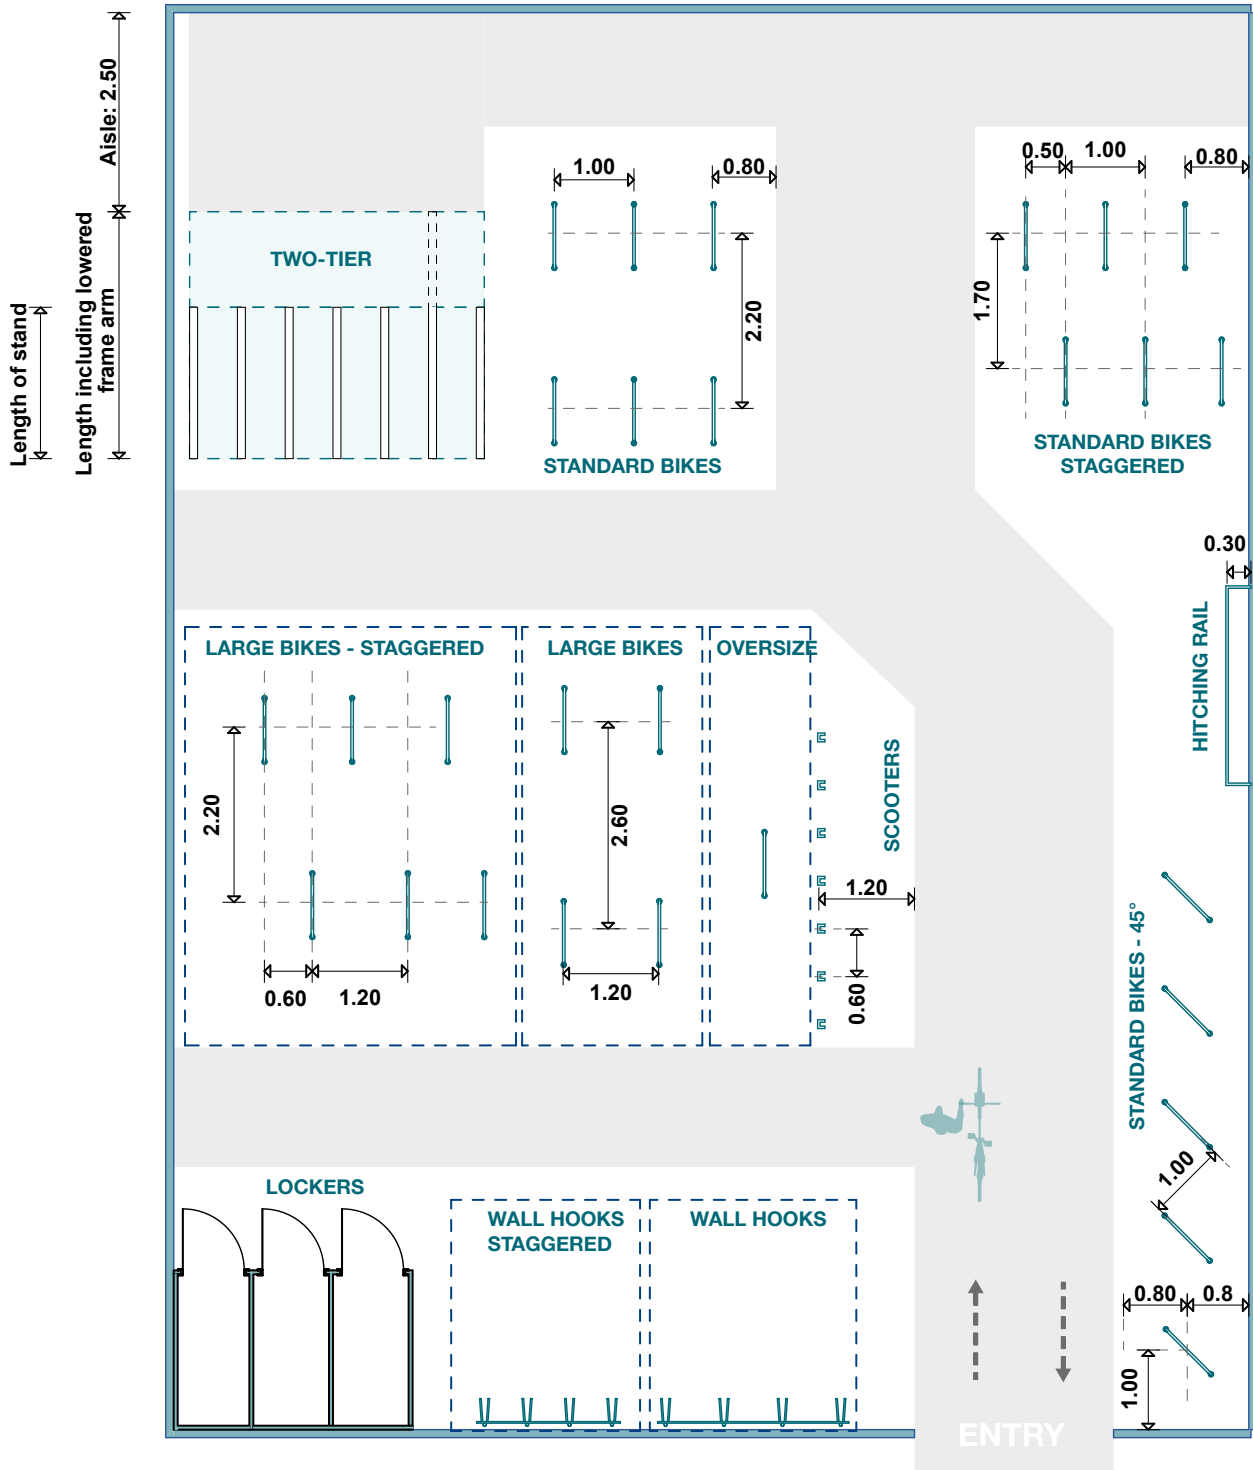 Aisle: 2.50
Length of stand
Length including lowered
frame arm
TWO-TIER
1.00
0.80
2.20
STANDARD BIKES
0.50
1.00
0.80
1.70
STANDARD BIKES
STAGGERED
0.30
HITCHING RAIL
LARGE BIKES - STAGGERED
2.20
0.60
1.20
LARGE BIKES
2.60
1.20
OVERSIZE
SCOOTERS
1.20
0.60
STANDARD BIKES - 45°
1.00
0.80
0.8
1.00
LOCKERS
WALL HOOKS
STAGGERED
WALL HOOKS
ENTRY